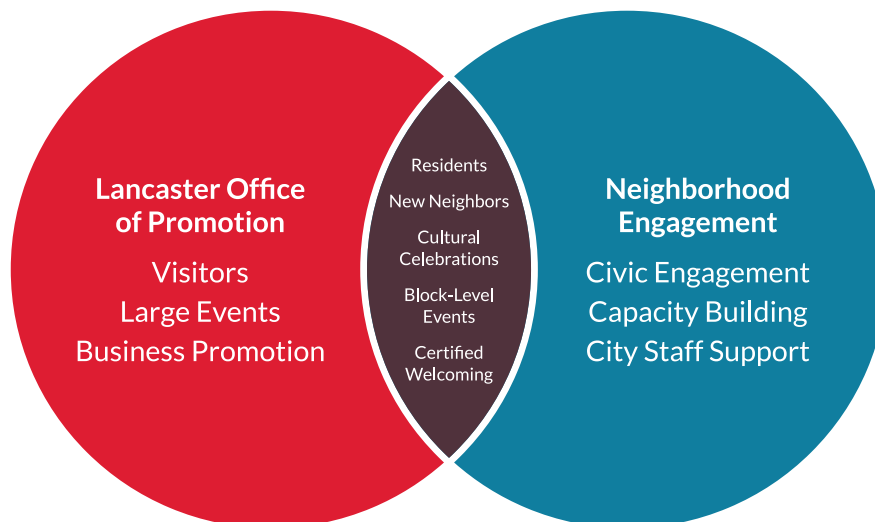 Lancaster Office
of Promotion
Visitors
Large Events
Business Promotion
Residents
New Neighbors
Cultural
Celebrations
Block-Level
Events
Certified
Welcoming
Neighborhood
Engagement
Civic Engagement
Capacity Building
City Staff Support